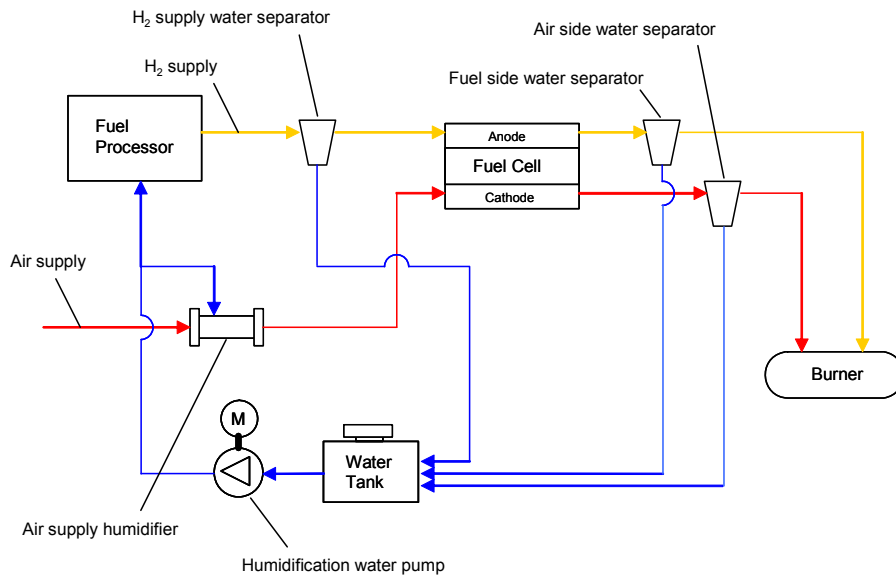 H2 supply water separator
Air side water separator
H2 supply
Fuel side water separator
Fuel
Processor
Anode
Fuel Cell
Cathode
Air supply
Burner
M
Water
Tank
Air supply humidifier
Humidification water pump